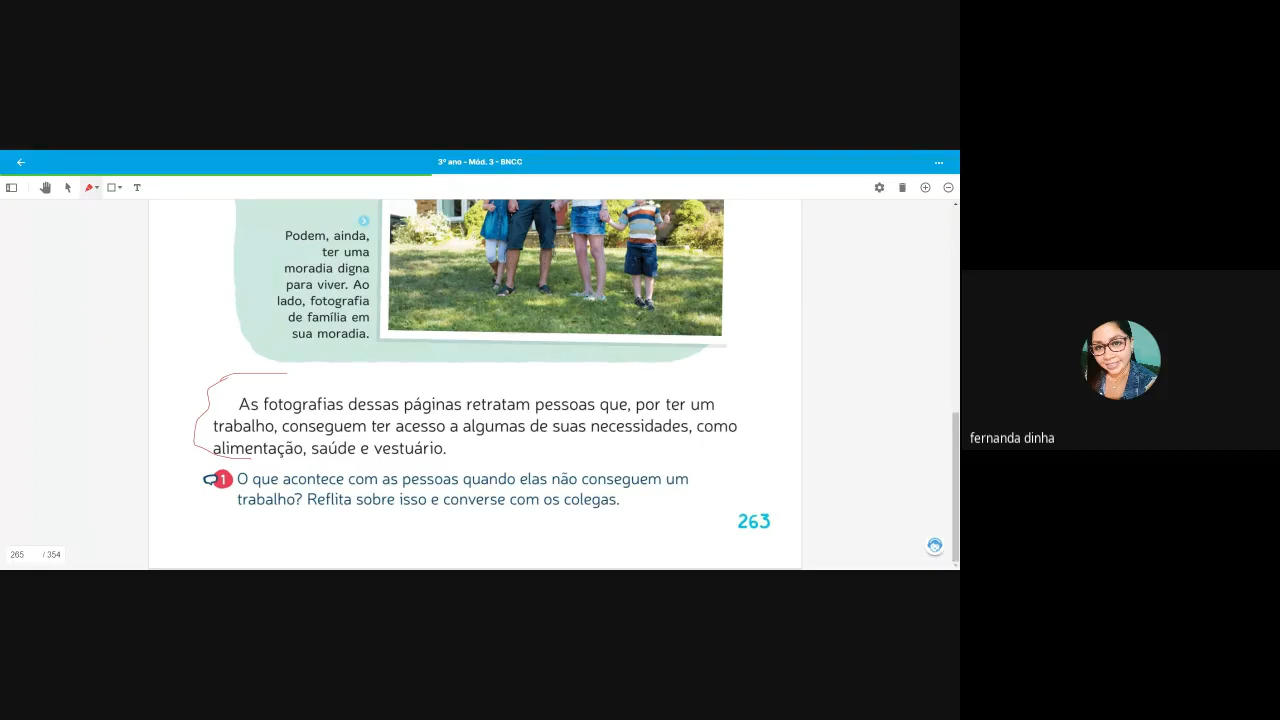 3º ano - Mód. 3 - BNCC
T
Podem, ainda,
ter uma
moradia digna
para viver. Ao
lado, fotografia
de família em
sua moradia.
As fotografias dessas páginas retratam pessoas que, por ter um
trabalho, conseguem ter acesso a algumas de suas necessidades, como
alimentação, saúde e vestuário.
1 O que acontece com as pessoas quando elas não conseguem um
trabalho? Reflita sobre isso e converse com os colegas.
263
265 / 354
fernanda dinha